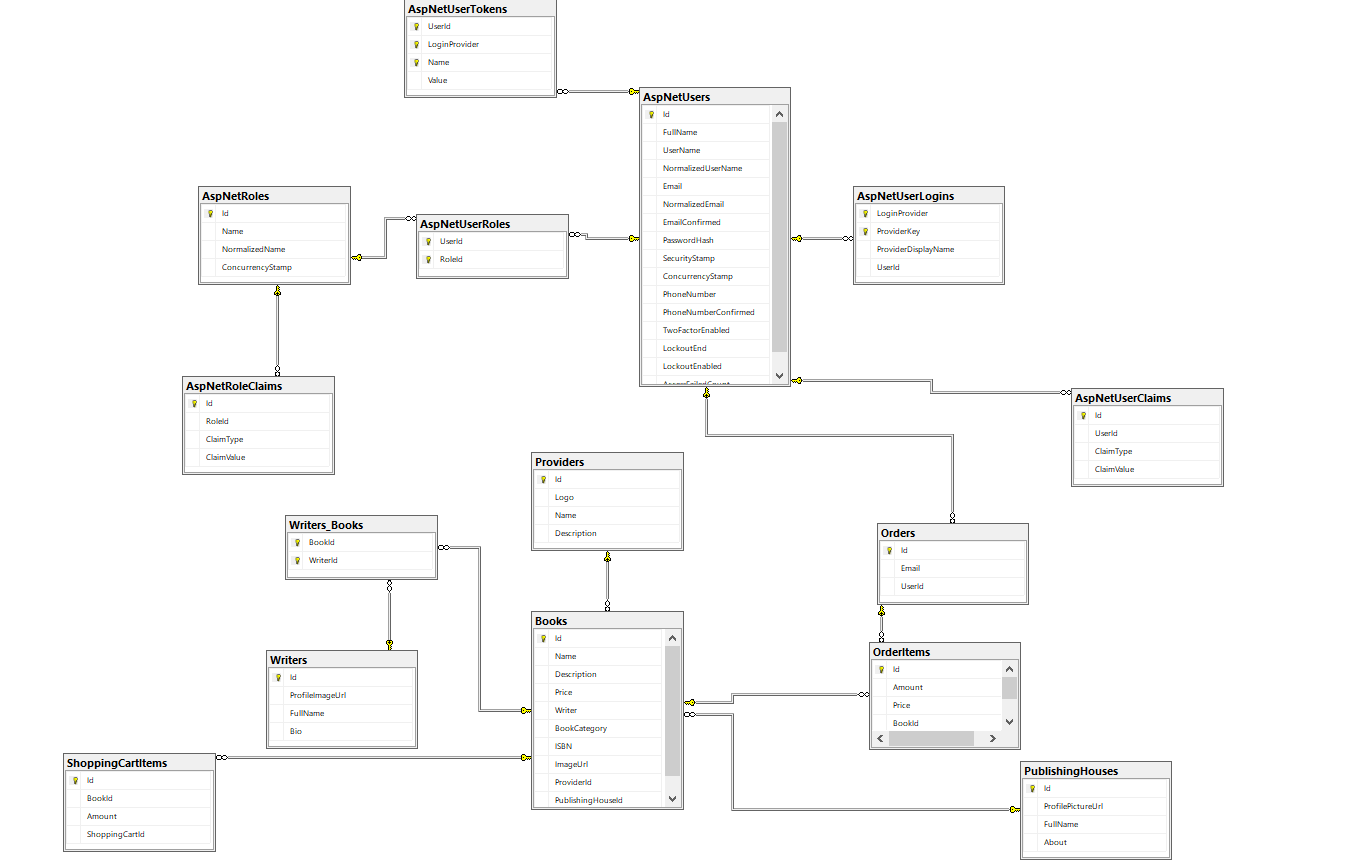 AspNetUserTokens
UserId
LoginProvider
Name
Value
AspNetUsers
Id
FullName
UserName
NormalizedUserName
Email
NormalizedEmail
EmailConfirmed
PasswordHash
SecurityStamp
ConcurrencyStamp
PhoneNumber
PhoneNumberConfirmed
TwoFactorEnabled
LockoutEnd
LockoutEnabled
AccessFailedCount
AspNetRoles
Id
Name
NormalizedName
ConcurrencyStamp
AspNetUserRoles
UserId
RoleId
AspNetUserLogins
LoginProvider
ProviderKey
ProviderDisplayName
UserId
AspNetRoleClaims
Id
RoleId
ClaimType
ClaimValue
AspNetUserClaims
Id
UserId
ClaimType
ClaimValue
Providers
Id
Logo
Name
Description
Writers_Books
BookId
WriterId
Orders
Id
Email
UserId
Books
Id
Name
Description
Price
Writer
BookCategory
ISBN
ImageUrl
ProviderId
PublishingHouseId
OrderItems
Id
Amount
Price
BookId
Writers
Id
ProfileImageUrl
FullName
Bio
ShoppingCartItems
Id
BookId
Amount
ShoppingCartId
PublishingHouses
Id
ProfilePictureUrl
FullName
About